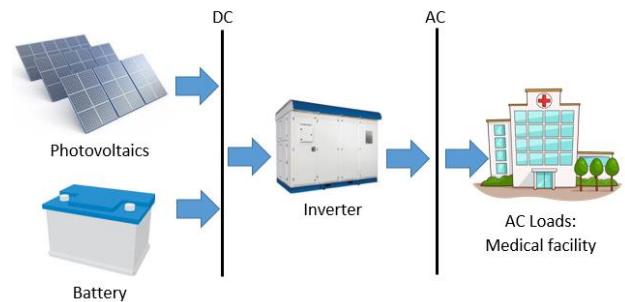 DC
AC
Photovoltaics
Inverter
AC Loads:
Medical facility
Battery